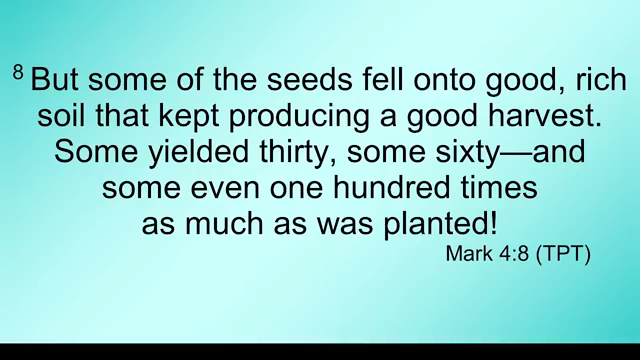 8 But some of the seeds fell onto good, rich
soil that kept producing a good harvest.
Some yielded thirty, some sixty—and
some even one hundred times
as much as was planted!
Mark 4:8 (TPT)